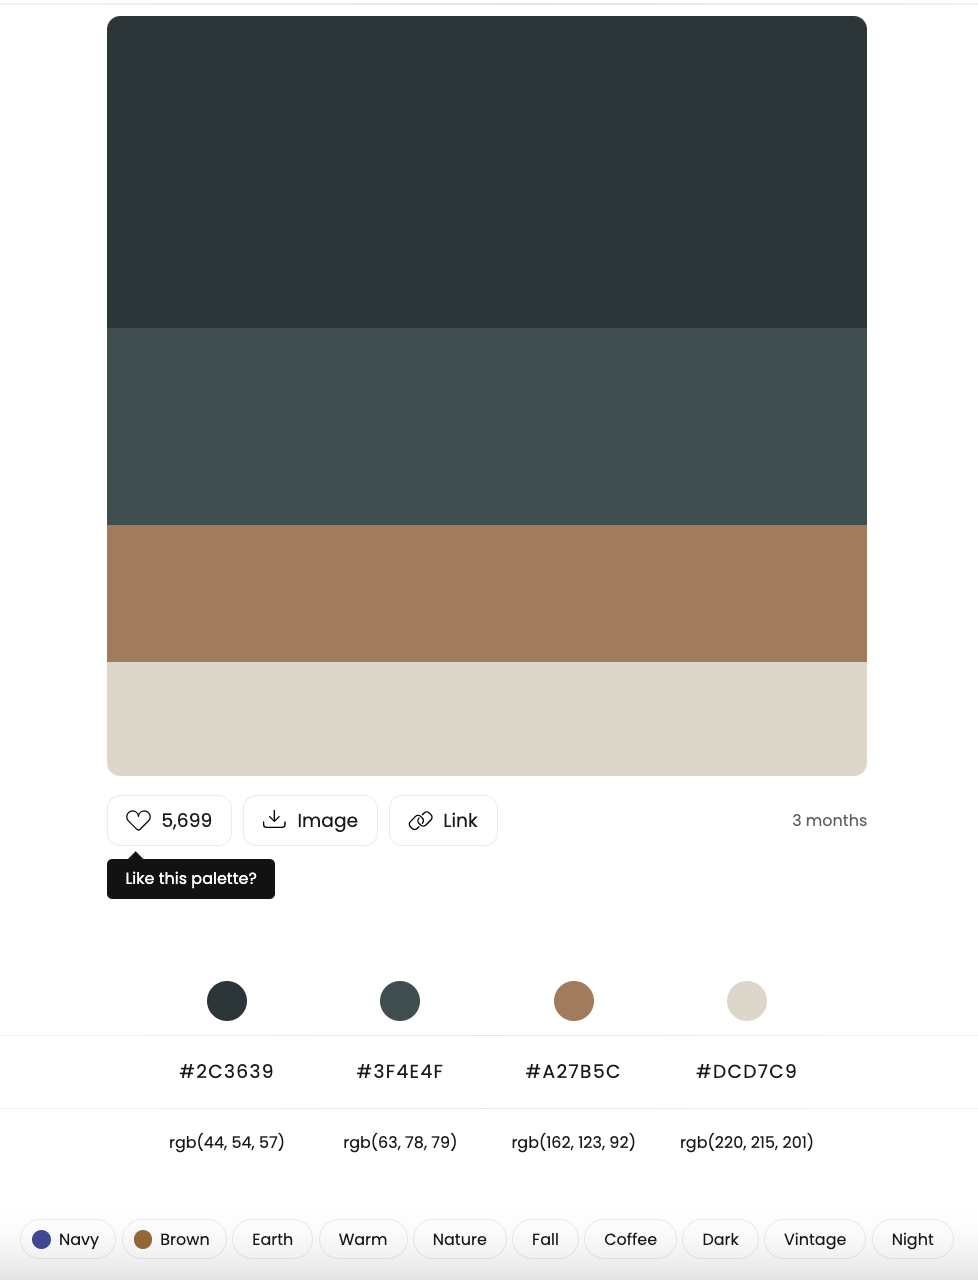 5,699 Image Link 3 months
Like this palette?
#2C3639 #3F4E4F #A27B5C #DCD7C9
rgb(44, 54, 57) rgb(63, 78, 79) rgb(162, 123, 92) rgb(220, 215, 201)
Navy Brown Earth Warm Nature Fall Coffee Dark Vintage Night